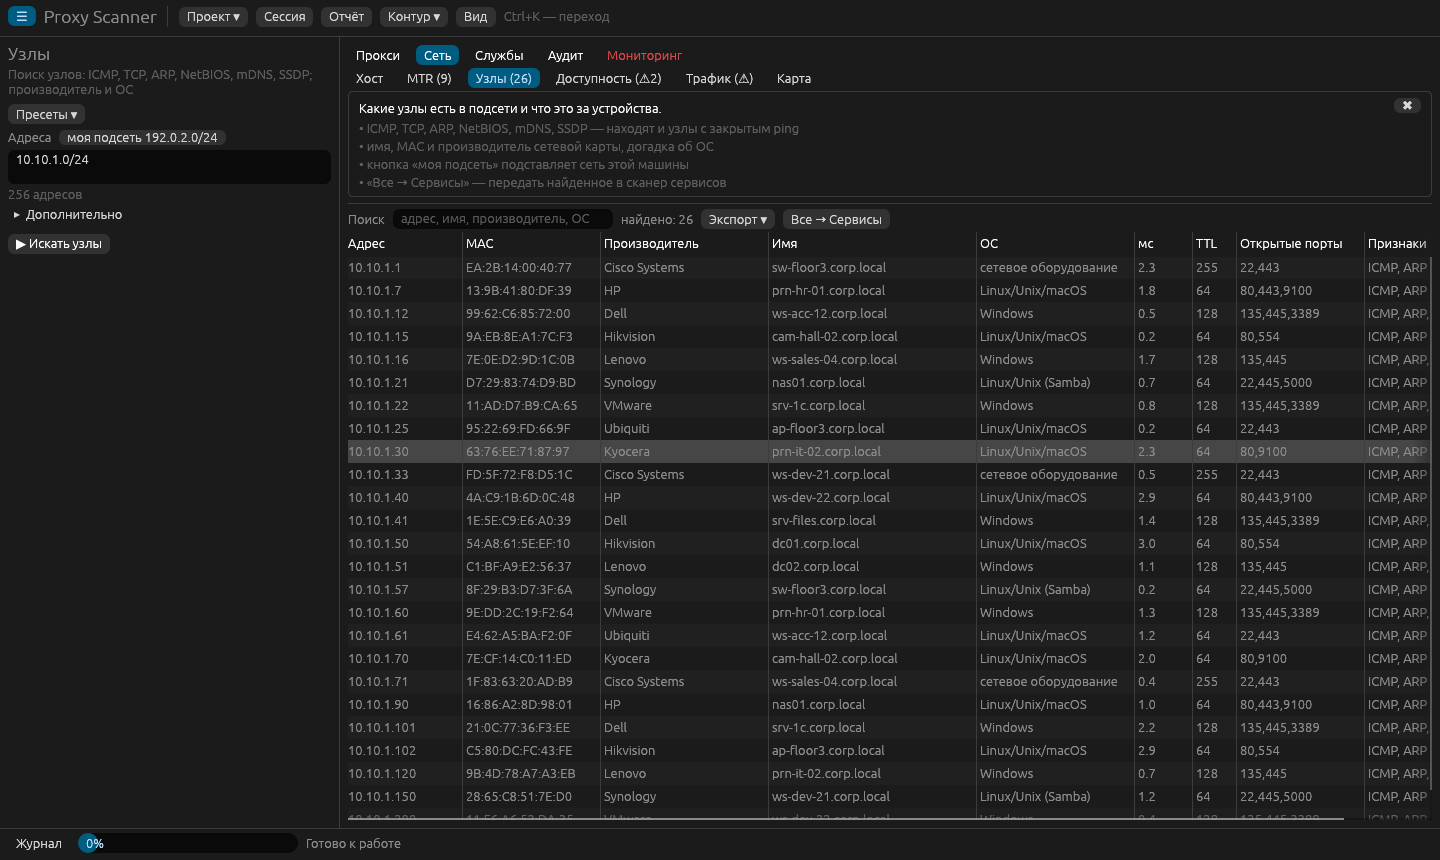 ☰ Proxy Scanner Проект ▾ Сессия Отчёт Контур ▾ Вид Ctrl+K — переход
Узлы
Поиск узлов: ICMP, TCP, ARP, NetBIOS, mDNS, SSDP;
производитель и ОС
Пресеты ▾
Адреса моя подсеть 192.0.2.0/24
10.10.1.0/24
256 адресов
▸ Дополнительно
▶ Искать узлы
Прокси Сеть Службы Аудит Мониторинг
Хост MTR (9) Узлы (26) Доступность (⚠2) Трафик (⚠) Карта
Какие узлы есть в подсети и что это за устройства. ✖
• ICMP, TCP, ARP, NetBIOS, mDNS, SSDP — находят и узлы с закрытым ping
• имя, MAC и производитель сетевой карты, догадка об ОС
• кнопка «моя подсеть» подставляет сеть этой машины
• «Все → Сервисы» — передать найденное в сканер сервисов
Поиск адрес, имя, производитель, ОС найдено: 26 Экспорт ▾ Все → Сервисы
Адрес MAC Производитель Имя ОС мс TTL Открытые порты Признаки
10.10.1.1 EA:2B:14:00:40:77 Cisco Systems sw-floor3.corp.local сетевое оборудование 2.3 255 22,443 ICMP, ARP
10.10.1.7 13:9B:41:80:DF:39 HP prn-hr-01.corp.local Linux/Unix/macOS 1.8 64 80,443,9100 ICMP, ARP
10.10.1.12 99:62:C6:85:72:00 Dell ws-acc-12.corp.local Windows 0.5 128 135,445,3389 ICMP, ARP,
10.10.1.15 9A:EB:8E:A1:7C:F3 Hikvision cam-hall-02.corp.local Linux/Unix/macOS 0.2 64 80,554 ICMP, ARP
10.10.1.16 7E:0E:D2:9D:1C:0B Lenovo ws-sales-04.corp.local Windows 1.7 128 135,445 ICMP, ARP,
10.10.1.21 D7:29:83:74:D9:BD Synology nas01.corp.local Linux/Unix (Samba) 0.7 64 22,445,5000 ICMP, ARP
10.10.1.22 11:AD:D7:B9:CA:65 VMware srv-1c.corp.local Windows 0.8 128 135,445,3389 ICMP, ARP,
10.10.1.25 95:22:69:FD:66:9F Ubiquiti ap-floor3.corp.local Linux/Unix/macOS 0.2 64 22,443 ICMP, ARP
10.10.1.30 63:76:EE:71:87:97 Kyocera prn-it-02.corp.local Linux/Unix/macOS 2.3 64 80,9100 ICMP, ARP
10.10.1.33 FD:5F:72:F8:D5:1C Cisco Systems ws-dev-21.corp.local сетевое оборудование 0.5 255 22,443 ICMP, ARP
10.10.1.40 4A:C9:1B:6D:0C:48 HP ws-dev-22.corp.local Linux/Unix/macOS 2.9 64 80,443,9100 ICMP, ARP
10.10.1.41 1E:5E:C9:E6:A0:39 Dell srv-files.corp.local Windows 1.4 128 135,445,3389 ICMP, ARP,
10.10.1.50 54:A8:61:5E:EF:10 Hikvision dc01.corp.local Linux/Unix/macOS 3.0 64 80,554 ICMP, ARP
10.10.1.51 C1:BF:A9:E2:56:37 Lenovo dc02.corp.local Windows 1.1 128 135,445 ICMP, ARP,
10.10.1.57 8F:29:B3:D7:3F:6A Synology sw-floor3.corp.local Linux/Unix (Samba) 0.2 64 22,445,5000 ICMP, ARP
10.10.1.60 9E:DD:2C:19:F2:64 VMware prn-hr-01.corp.local Windows 1.3 128 135,445,3389 ICMP, ARP,
10.10.1.61 E4:62:A5:BA:F2:0F Ubiquiti ws-acc-12.corp.local Linux/Unix/macOS 1.2 64 22,443 ICMP, ARP
10.10.1.70 7E:CF:14:C0:11:ED Kyocera cam-hall-02.corp.local Linux/Unix/macOS 2.0 64 80,9100 ICMP, ARP
10.10.1.71 1F:83:63:20:AD:B9 Cisco Systems ws-sales-04.corp.local сетевое оборудование 0.4 255 22,443 ICMP, ARP
10.10.1.90 16:86:A2:8D:98:01 HP nas01.corp.local Linux/Unix/macOS 1.0 64 80,443,9100 ICMP, ARP
10.10.1.101 21:0C:77:36:F3:EE Dell srv-1c.corp.local Windows 2.2 128 135,445,3389 ICMP, ARP,
10.10.1.102 C5:80:DC:FC:43:FE Hikvision ap-floor3.corp.local Linux/Unix/macOS 2.9 64 80,554 ICMP, ARP
10.10.1.120 9B:4D:78:A7:A3:EB Lenovo prn-it-02.corp.local Windows 0.7 128 135,445 ICMP, ARP,
10.10.1.150 28:65:C8:51:7E:D0 Synology ws-dev-21.corp.local Linux/Unix (Samba) 1.2 64 22,445,5000 ICMP, ARP
Журнал 0% Готово к работе